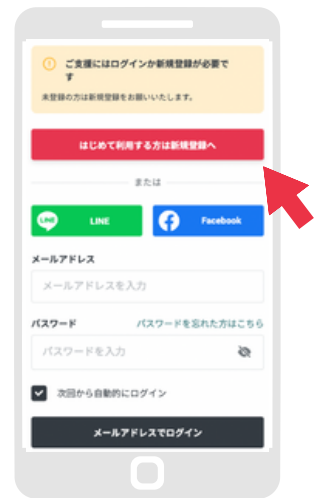 ご支援にはログインか新規登録が必要で
す
未登録の方は新規登録をお願いいたします。
はじめて利用する方は新規登録へ
または
LINE LINE
Facebook
メールアドレス
メールアドレスを入力
パスワード パスワードを忘れた方はこちら
パスワードを入力
次回から自動的にログイン
メールアドレスでログイン